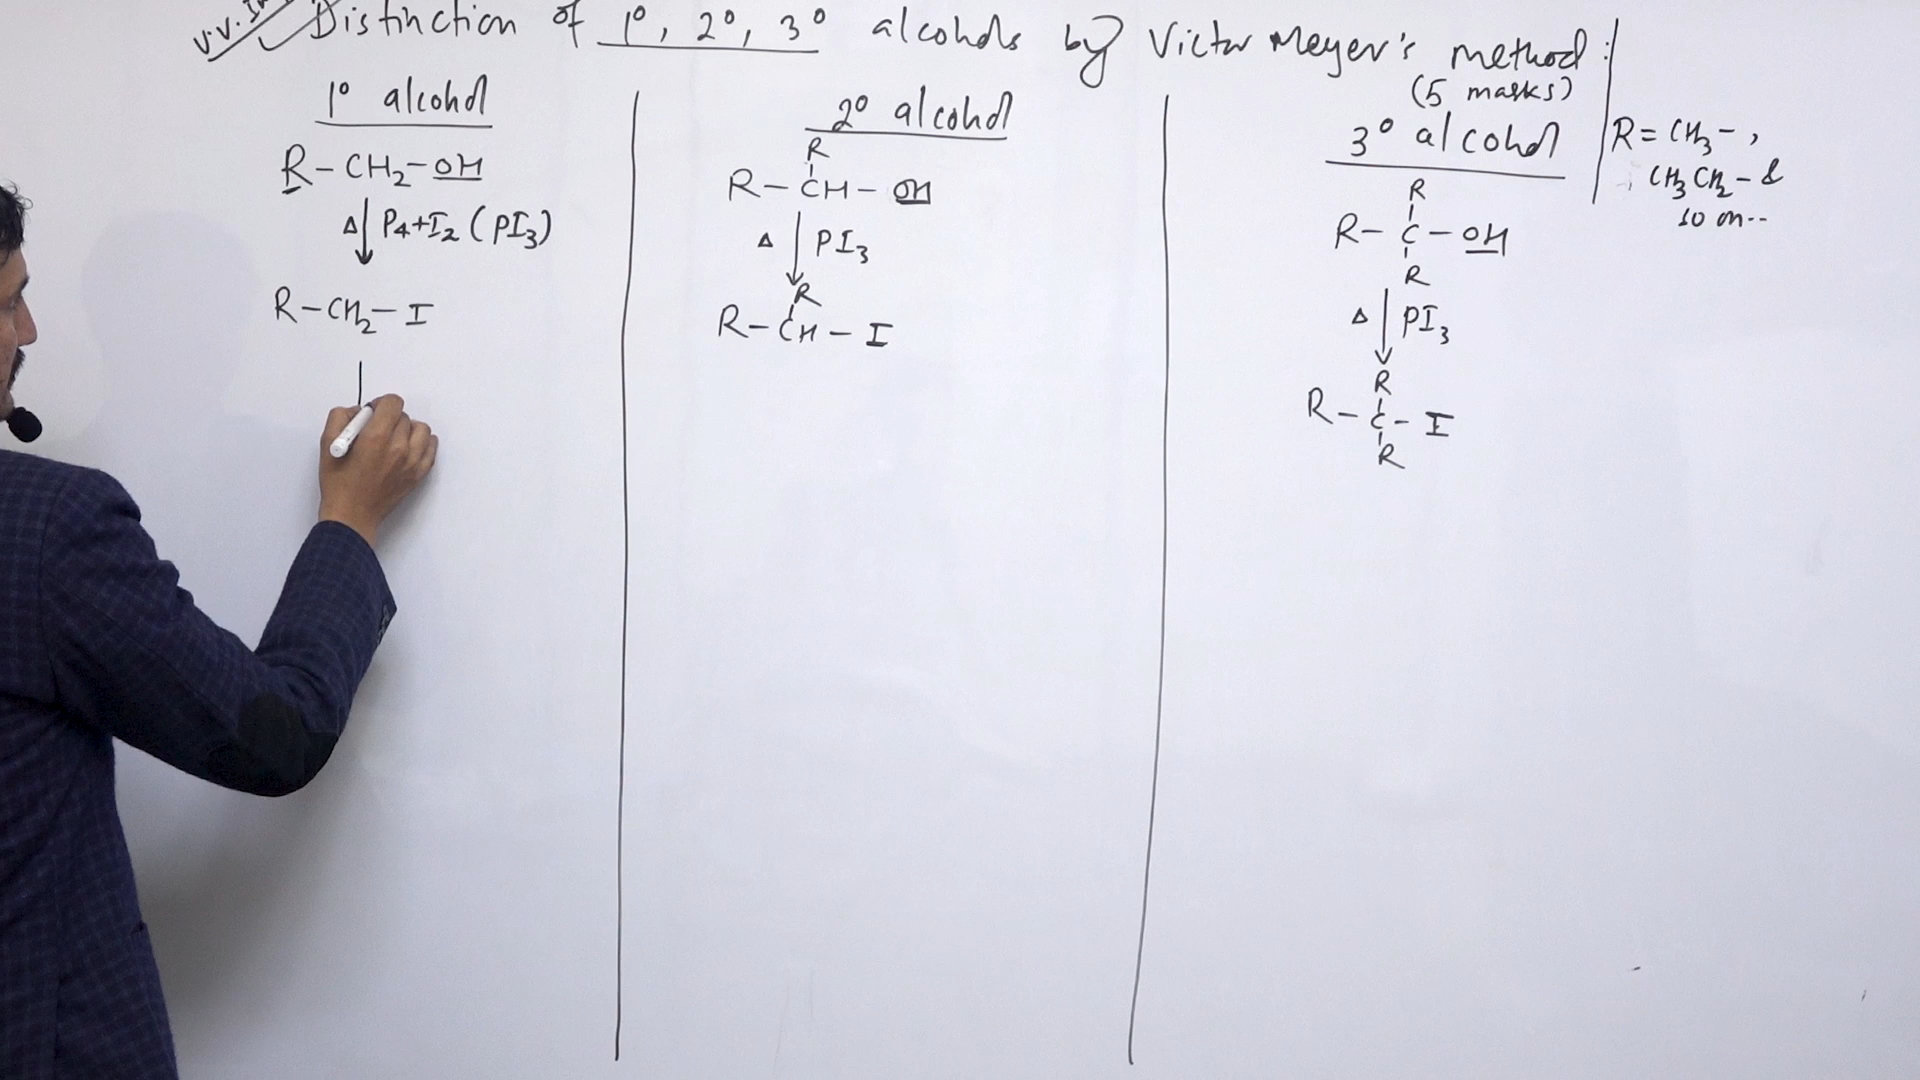 V.V. Im Distinction of 1°, 2°, 3° alcohols by Victor Meyer's method :
(5 marks)
1° alcohol
R - CH₂ - OH
Δ ↓ P₄+I₂ (PI₃)
R - CH₂ - I
2° alcohol
R
R - CH - OH
Δ ↓ PI₃
R
R - CH - I
3° alcohol
R
R - C - OH
R
Δ ↓ PI₃
R
R - C - I
R
R = CH₃ - ,
CH₃CH₂ - &
so on --